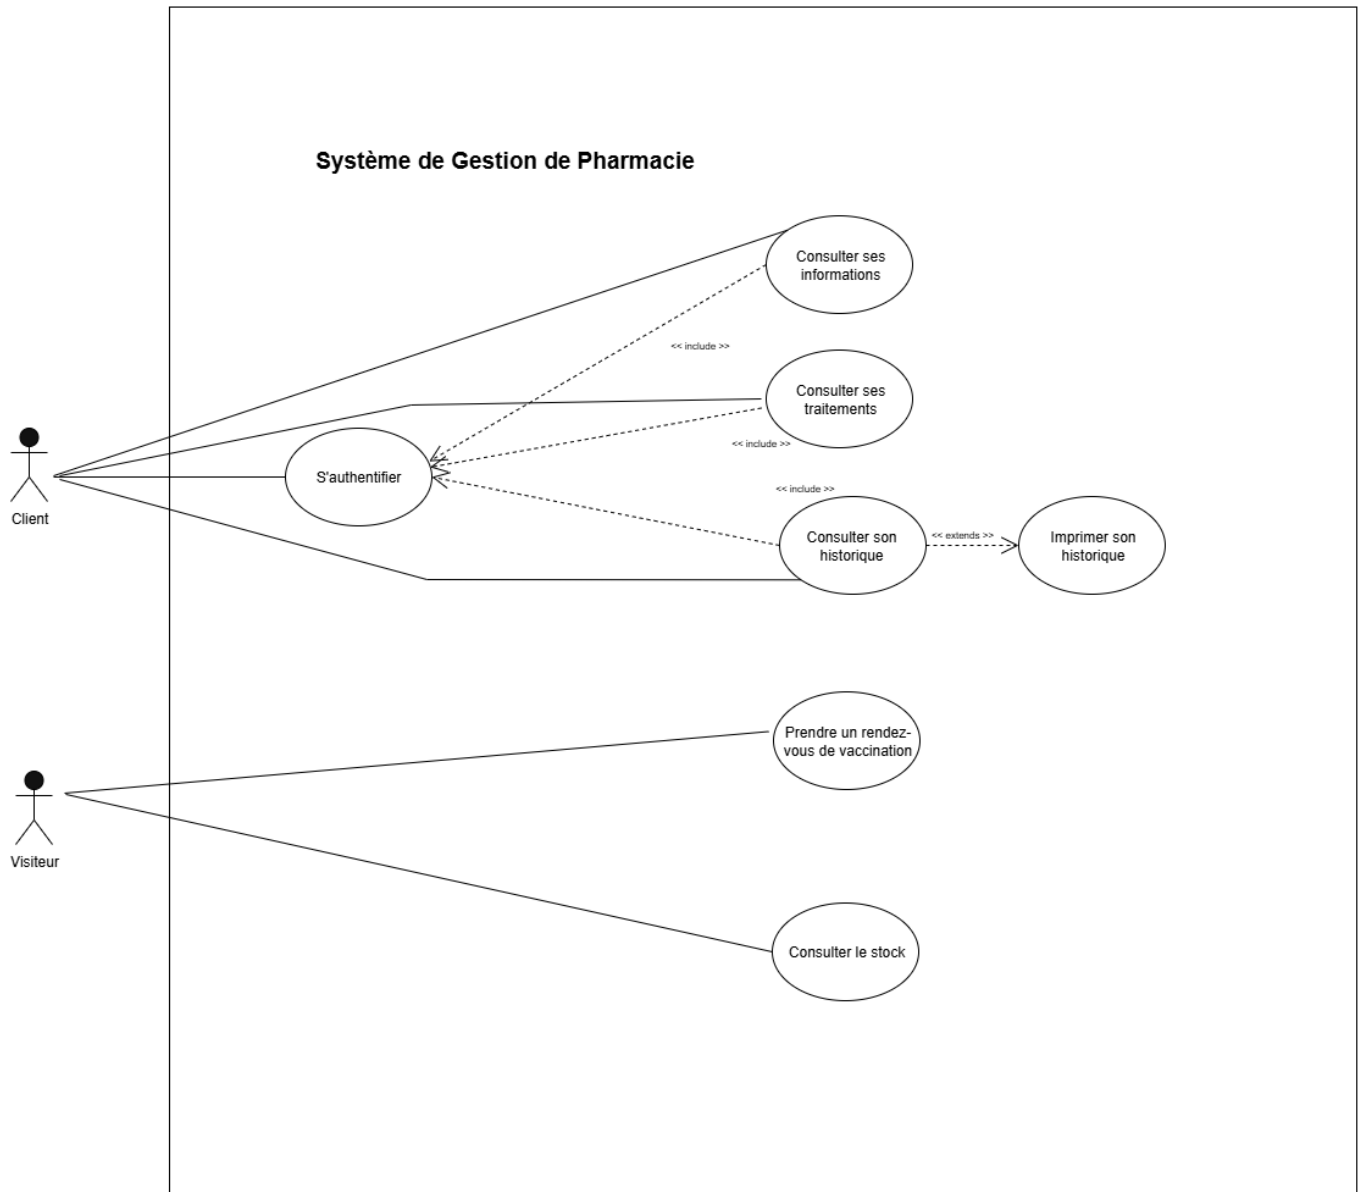 Système de Gestion de Pharmacie
Consulter ses
informations
<< include >>
Consulter ses
traitements
<< include >>
S'authentifier
Client
<< include >>
Consulter son
historique
<< extends >>
Imprimer son
historique
Prendre un rendez-
vous de vaccination
Visiteur
Consulter le stock